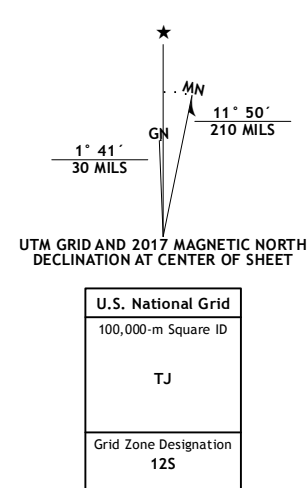 ★
MN
GN
11° 50´
210 MILS
1° 41´
30 MILS
UTM GRID AND 2017 MAGNETIC NORTH
DECLINATION AT CENTER OF SHEET
U.S. National Grid
100,000-m Square ID
TJ
Grid Zone Designation
12S